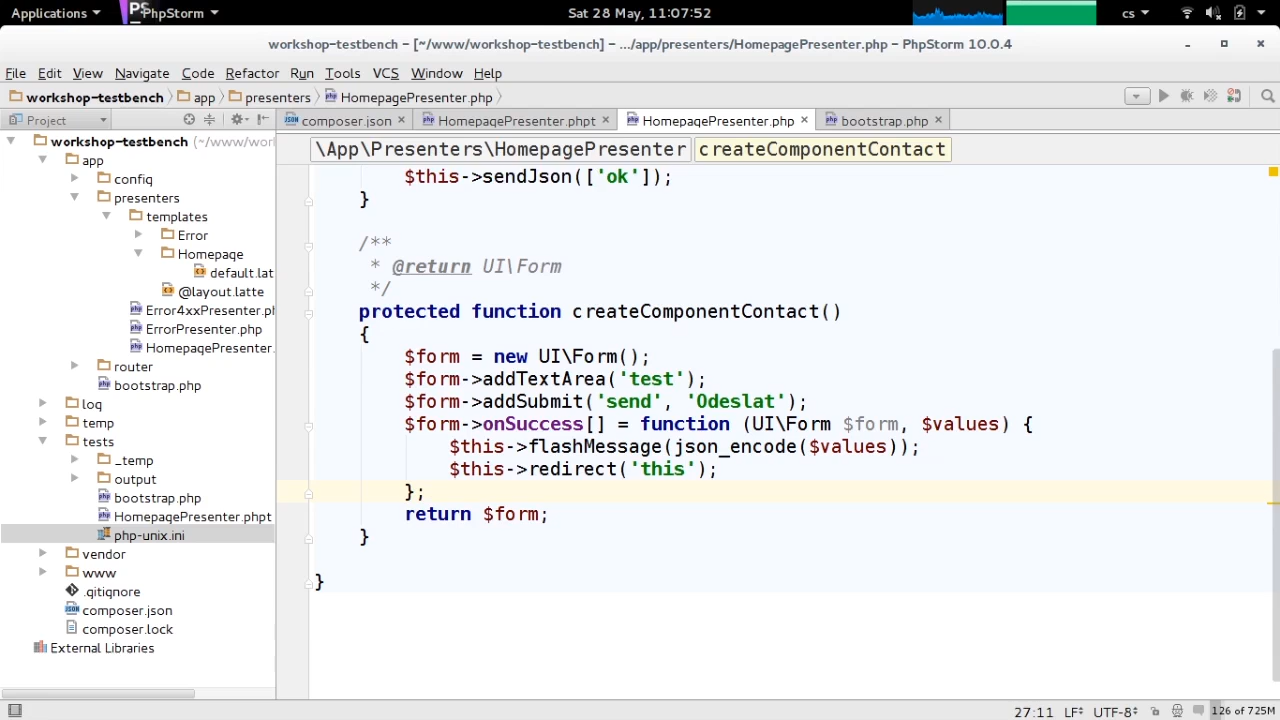 Applications PhpStorm Sat 28 May, 11:07:52 cs
workshop-testbench – [~/www/workshop-testbench] – .../app/presenters/HomepagePresenter.php – PhpStorm 10.0.4
File Edit View Navigate Code Refactor Run Tools VCS Window Help
workshop-testbench app presenters HomepagePresenter.php
Project composer.json HomepagePresenter.phpt HomepagePresenter.php bootstrap.php
\App\Presenters\HomepagePresenter createComponentContact
workshop-testbench (~/www/wor
app
config
presenters
templates
Error
Homepage
default.lat
@layout.latte
Error4xxPresenter.pl
ErrorPresenter.php
HomepagePresenter.
router
bootstrap.php
log
temp
tests
_temp
output
bootstrap.php
HomepagePresenter.phpt
php-unix.ini
vendor
www
.gitignore
composer.json
composer.lock
External Libraries
$this->sendJson(['ok']);
}
/**
* @return UI\Form
*/
protected function createComponentContact()
{
$form = new UI\Form();
$form->addTextArea('test');
$form->addSubmit('send', 'Odeslat');
$form->onSuccess[] = function (UI\Form $form, $values) {
$this->flashMessage(json_encode($values));
$this->redirect('this');
};
return $form;
}
}
27:11 LF UTF-8 126 of 725M